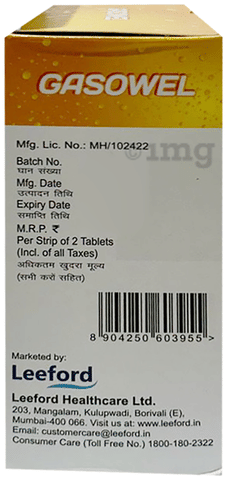 GASOWEL
1mg
Mfg. Lic. No.: MH/102422
Batch No.
घान संख्या
Mfg. Date
उत्पादन तिथि
Expiry Date
समाप्ति तिथि
M.R.P. ₹
Per Strip of 2 Tablets
(Incl. of all Taxes)
अधिकतम खुदरा मूल्य
(सभी करों सहित)
8 904250 603955 >
Marketed by:
Leeford
Leeford Healthcare Ltd.
203, Mangalam, Kulupwadi, Borivali (E),
Mumbai-400 066. Visit us at: www.leeford.in
Email: customercare@leeford.in
Consumer Care (Toll Free No.) 1800-180-2322